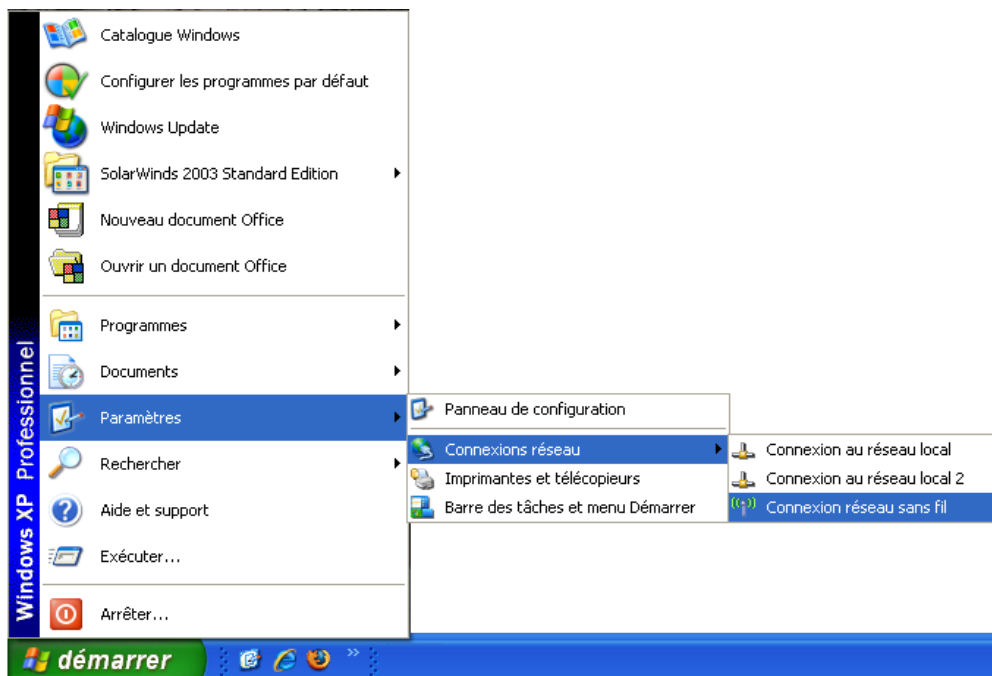 Catalogue Windows
Configurer les programmes par défaut
Windows Update
SolarWinds 2003 Standard Edition
Nouveau document Office
Ouvrir un document Office
Programmes
Documents
Paramètres
Rechercher
Aide et support
Exécuter...
Arrêter...
Windows XP Professionnel
Panneau de configuration
Connexions réseau
Imprimantes et télécopieurs
Barre des tâches et menu Démarrer
Connexion au réseau local
Connexion au réseau local 2
Connexion réseau sans fil
démarrer